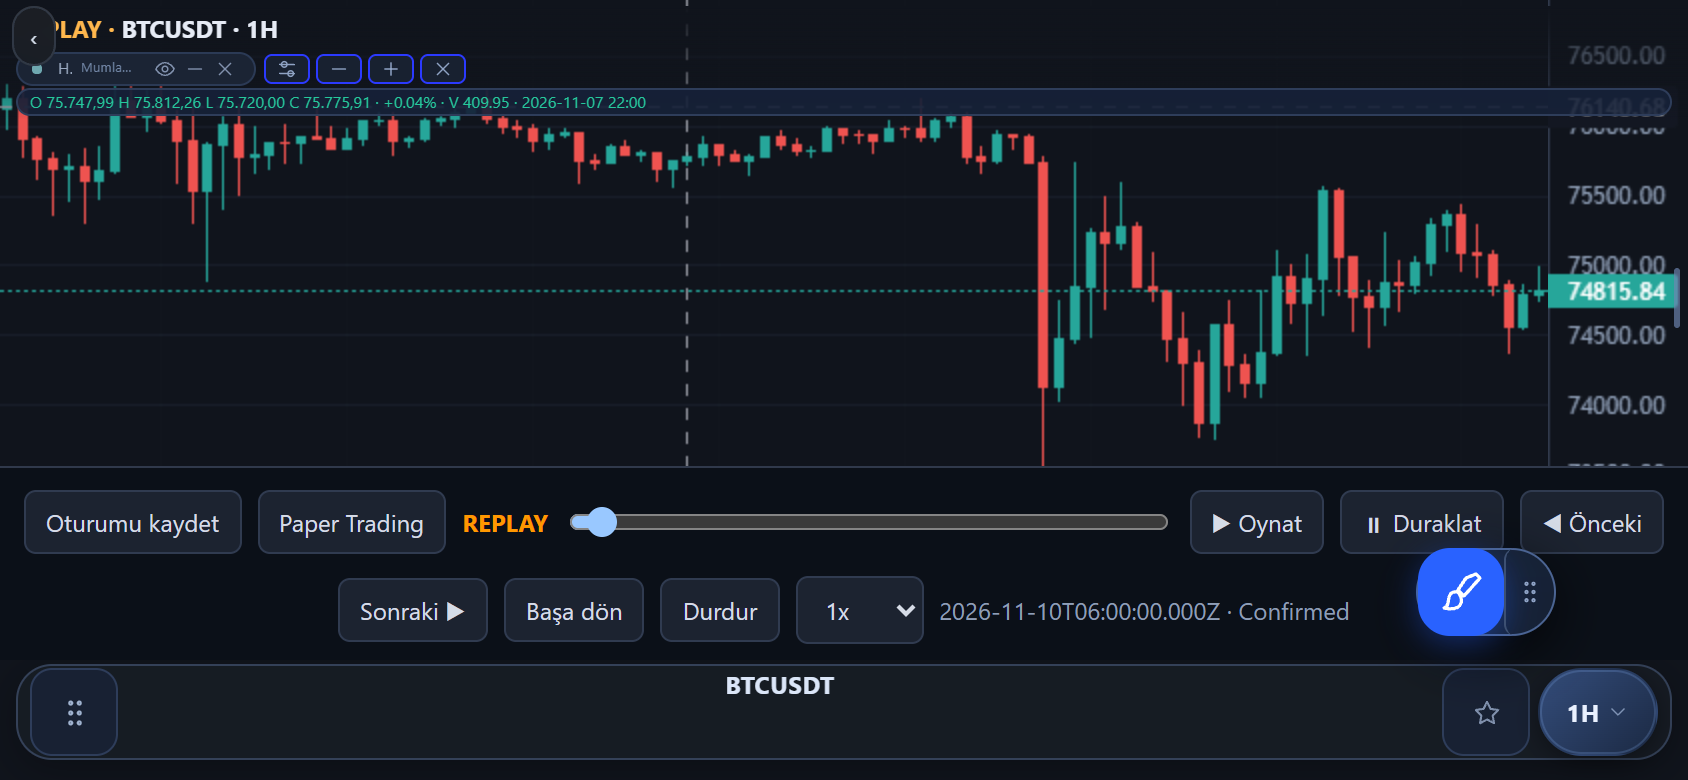 PLAY · BTCUSDT · 1H
H. Mumla...
O 75.747,99 H 75.812,26 L 75.720,00 C 75.775,91 · +0.04% · V 409.95 · 2026-11-07 22:00
76500.00
76140.68
75500.00
75000.00
74815.84
74500.00
74000.00
Oturumu kaydet
Paper Trading
REPLAY
▶ Oynat
⏸ Duraklat
◀ Önceki
Sonraki ▶
Başa dön
Durdur
1x
2026-11-10T06:00:00.000Z · Confirmed
BTCUSDT
1H